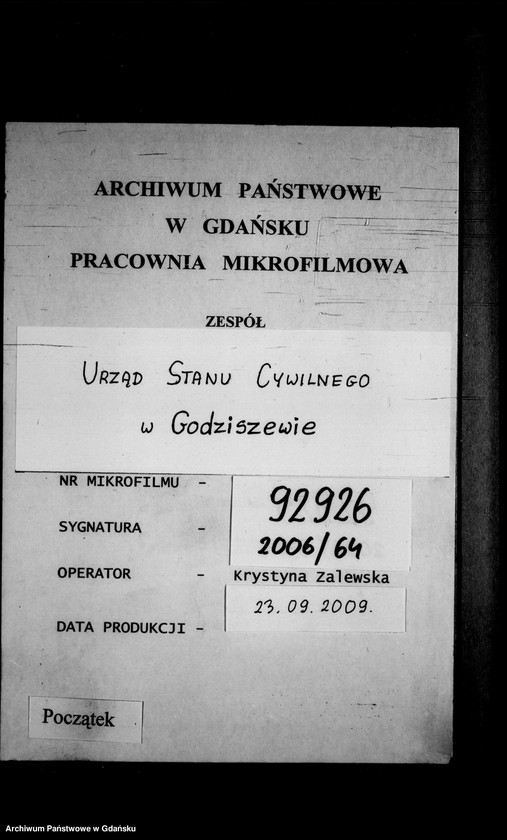 ARCHIWUM PAŃSTWOWE
W GDAŃSKU
PRACOWNIA MIKROFILMOWA
ZESPÓŁ
URZĄD STANU CYWILNEGO
w Godziszewie
NR MIKROFILMU - 92926
SYGNATURA - 2006/64
OPERATOR - Krystyna Zalewska
DATA PRODUKCJI - 23.09.2009.
Początek
Archiwum Państwowe w Gdańsku